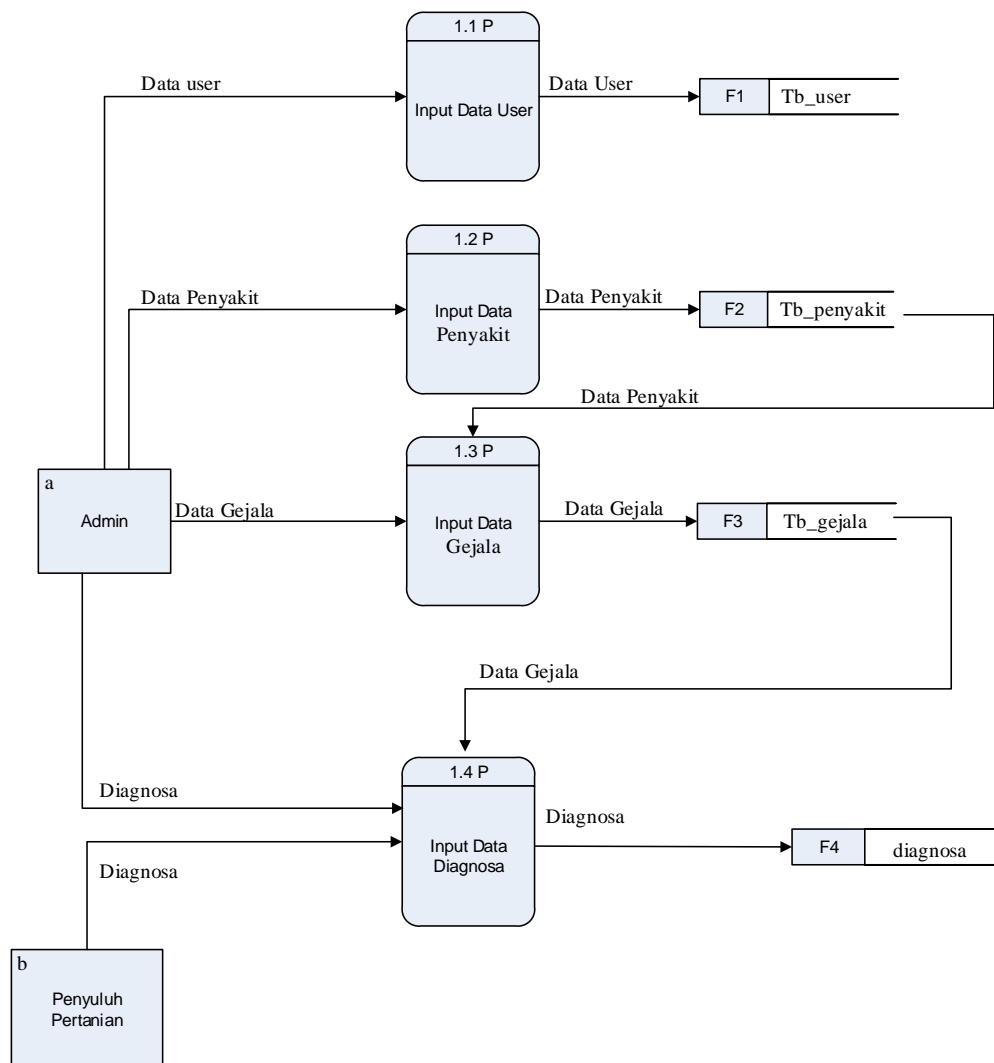 1.1 P
Data user
Input Data User
Data User
F1
Tb_user
1.2 P
Data Penyakit
Input Data
Penyakit
Data Penyakit
F2
Tb_penyakit
Data Penyakit
1.3 P
a
Admin
Data Gejala
Input Data
Gejala
Data Gejala
F3
Tb_gejala
Data Gejala
1.4 P
Diagnosa
Input Data
Diagnosa
Diagnosa
F4
diagnosa
Diagnosa
b
Penyuluh
Pertanian